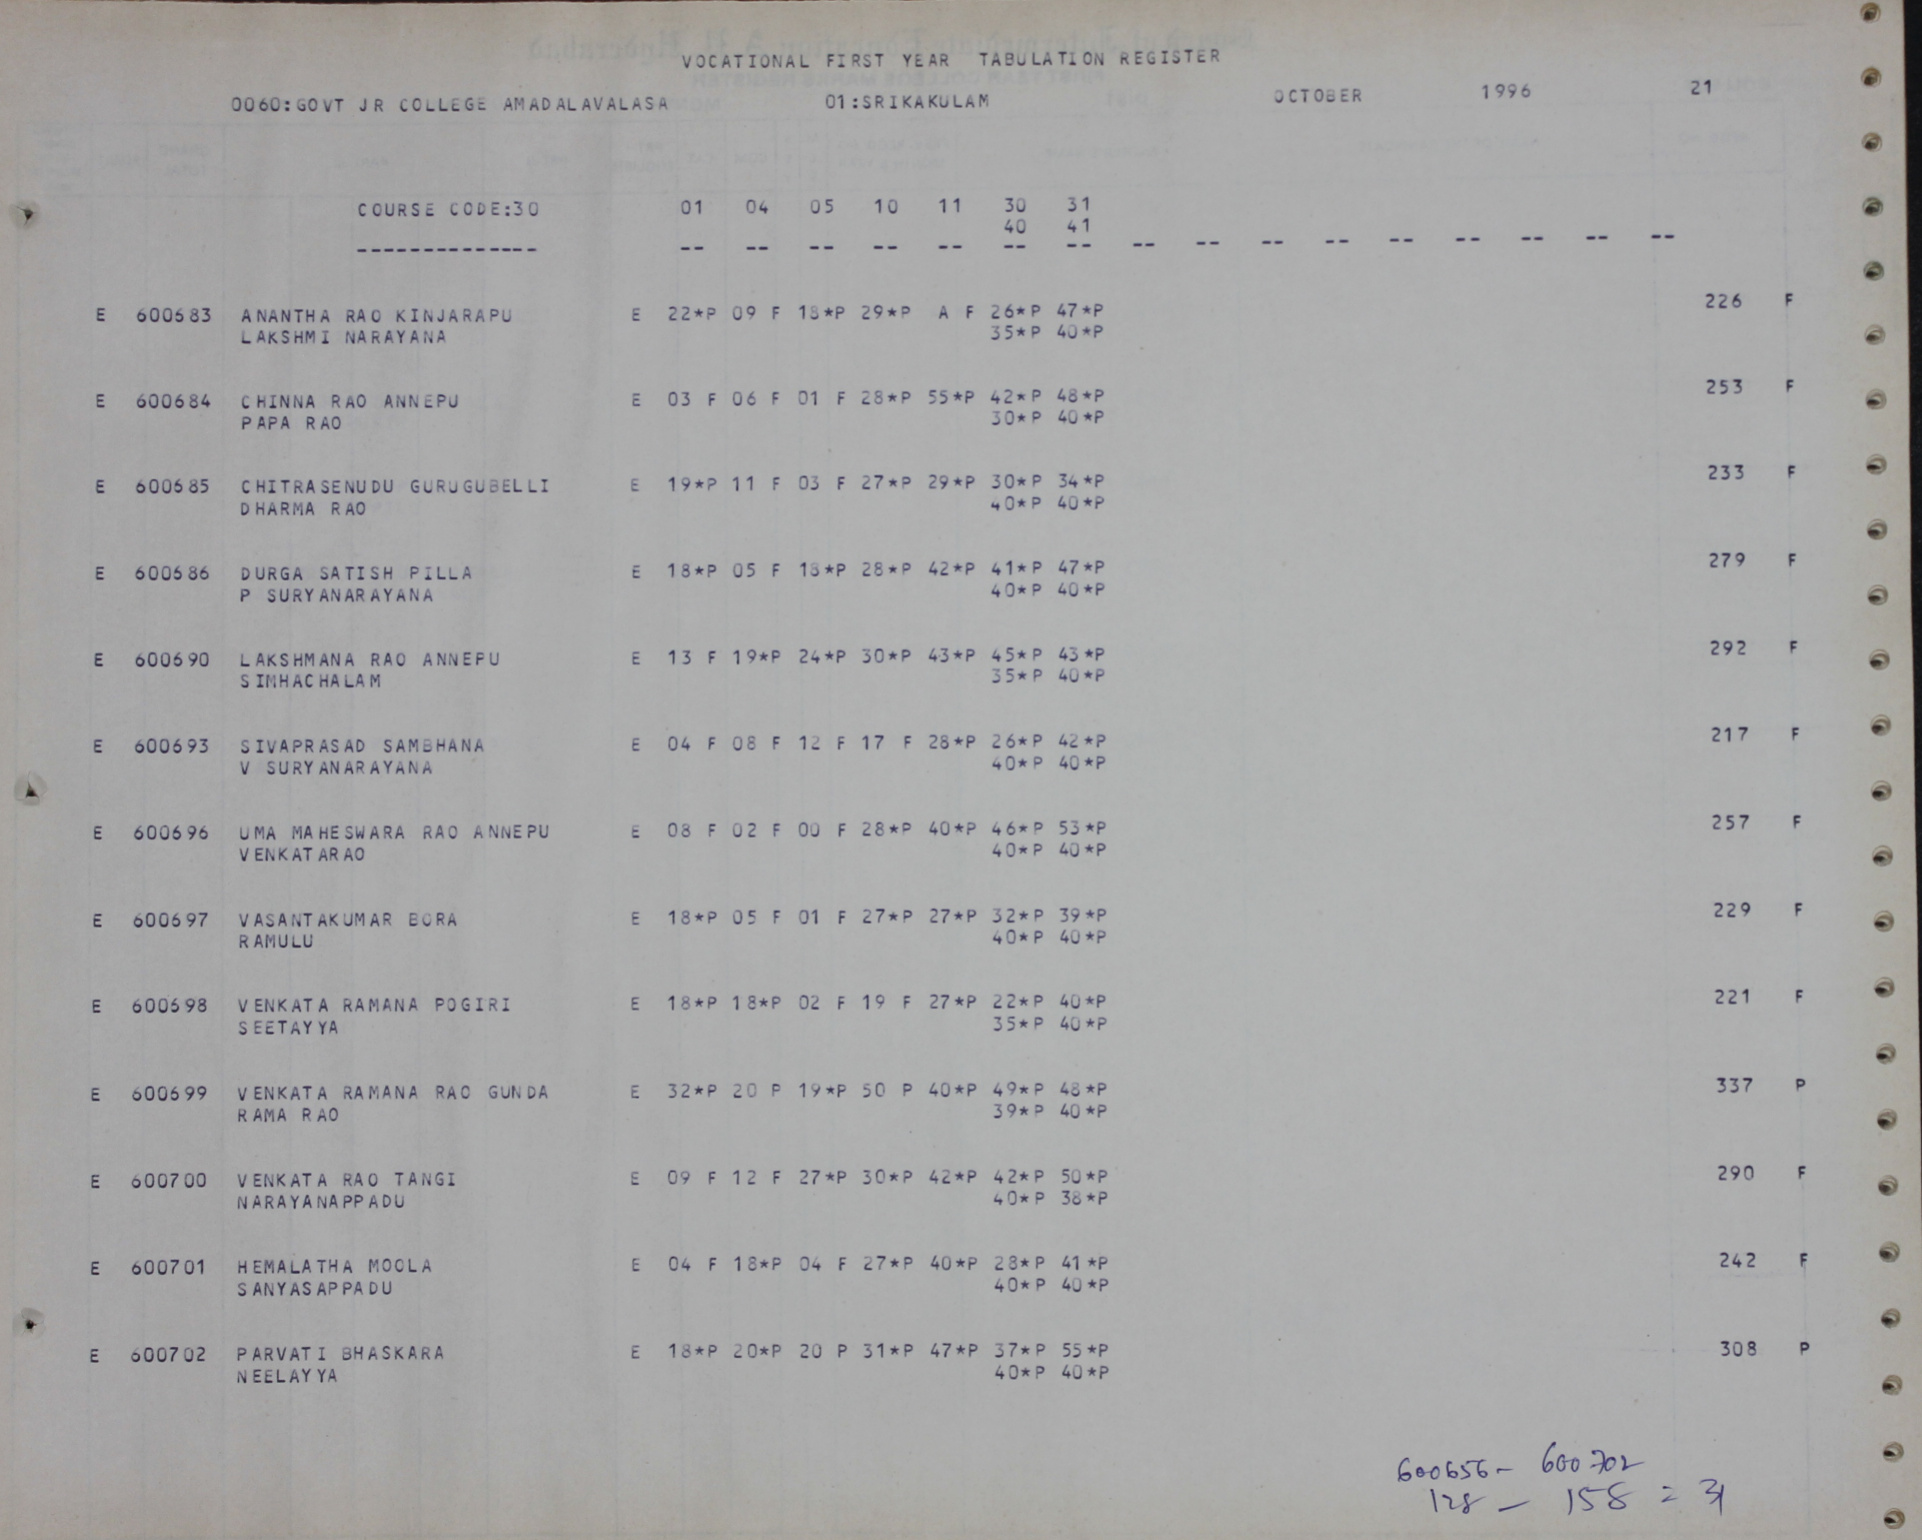 VOCATIONAL FIRST YEAR TABULATION REGISTER
0060:GOVT JR COLLEGE AMADALAVALASA 01:SRIKAKULAM OCTOBER 1996 21
COURSE CODE:30 01 04 05 10 11 30 31
40 41
-------------- -- -- -- -- -- -- -- -- -- -- -- -- -- -- -- --
E 600683 ANANTHA RAO KINJARAPU E 22*P 09 F 18*P 29*P A F 26*P 47*P 226 F
LAKSHMI NARAYANA 35*P 40*P
E 600684 CHINNA RAO ANNEPU E 03 F 06 F 01 F 28*P 55*P 42*P 48*P 253 F
PAPA RAO 30*P 40*P
E 600685 CHITRASENUDU GURUGUBELLI E 19*P 11 F 03 F 27*P 29*P 30*P 34*P 233 F
DHARMA RAO 40*P 40*P
E 600686 DURGA SATISH PILLA E 18*P 05 F 18*P 28*P 42*P 41*P 47*P 279 F
P SURYANARAYANA 40*P 40*P
E 600690 LAKSHMANA RAO ANNEPU E 13 F 19*P 24*P 30*P 43*P 45*P 43*P 292 F
SIMHACHALAM 35*P 40*P
E 600693 SIVAPRASAD SAMBHANA E 04 F 08 F 12 F 17 F 28*P 26*P 42*P 217 F
V SURYANARAYANA 40*P 40*P
E 600696 UMA MAHESWARA RAO ANNEPU E 08 F 02 F 00 F 28*P 40*P 46*P 53*P 257 F
VENKATARAO 40*P 40*P
E 600697 VASANTAKUMAR BORA E 18*P 05 F 01 F 27*P 27*P 32*P 39*P 229 F
RAMULU 40*P 40*P
E 600698 VENKATA RAMANA POGIRI E 18*P 18*P 02 F 19 F 27*P 22*P 40*P 221 F
SEETAYYA 35*P 40*P
E 600699 VENKATA RAMANA RAO GUNDA E 32*P 20 P 19*P 50 P 40*P 49*P 48*P 337 P
RAMA RAO 39*P 40*P
E 600700 VENKATA RAO TANGI E 09 F 12 F 27*P 30*P 42*P 42*P 50*P 290 F
NARAYANAPPADU 40*P 38*P
E 600701 HEMALATHA MOOLA E 04 F 18*P 04 F 27*P 40*P 28*P 41*P 242 F
SANYASAPPADU 40*P 40*P
E 600702 PARVATI BHASKARA E 18*P 20*P 20 P 31*P 47*P 37*P 55*P 308 P
NEELAYYA 40*P 40*P
600656- 600702
128 - 158 = 31